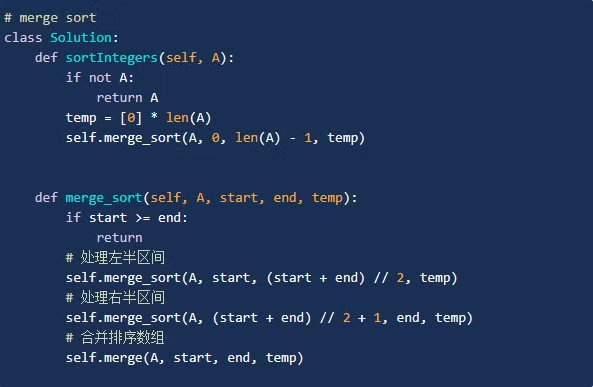 # merge sort
class Solution:
    def sortIntegers(self, A):
        if not A:
            return A
        temp = [0] * len(A)
        self.merge_sort(A, 0, len(A) - 1, temp)
    def merge_sort(self, A, start, end, temp):
        if start >= end:
            return
        # 处理左半区间
        self.merge_sort(A, start, (start + end) // 2, temp)
        # 处理右半区间
        self.merge_sort(A, (start + end) // 2 + 1, end, temp)
        # 合并排序数组
        self.merge(A, start, end, temp)